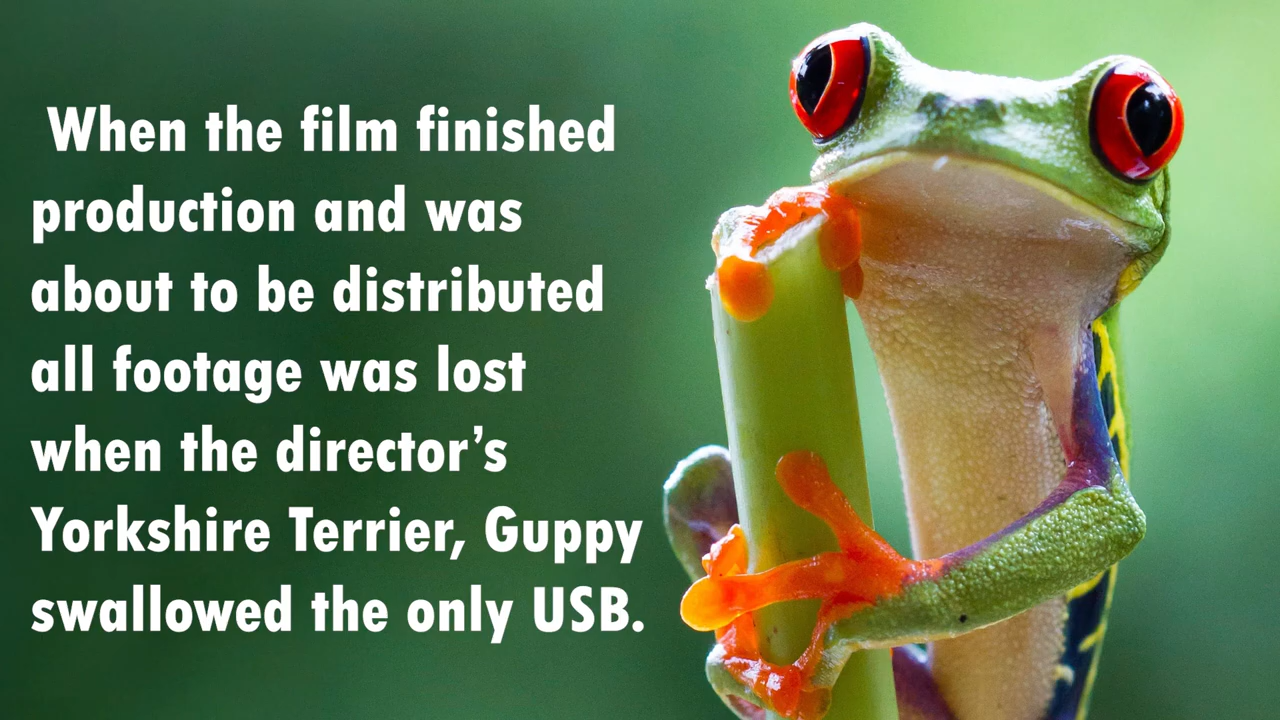 When the film finished
production and was
about to be distributed
all footage was lost
when the director’s
Yorkshire Terrier, Guppy
swallowed the only USB.